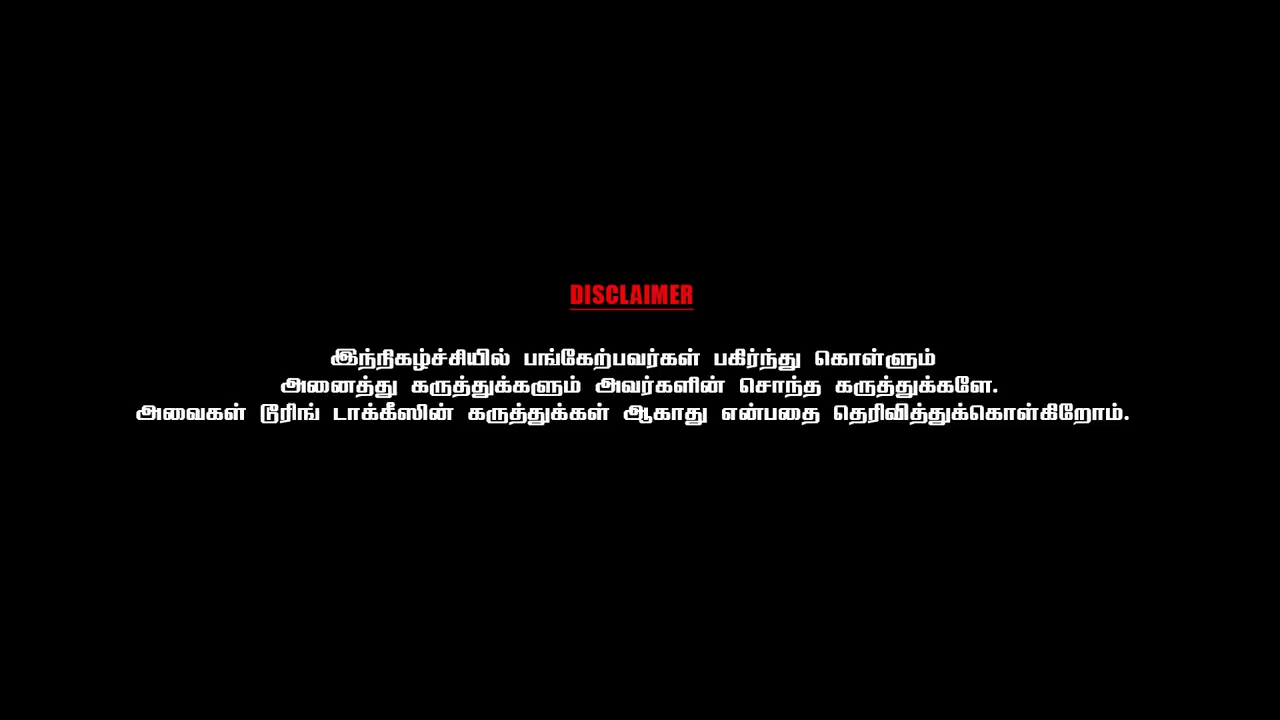 DISCLAIMER
இந்நிகழ்ச்சியில் பங்கேற்பவர்கள் பகிர்ந்து கொள்ளும்
அனைத்து கருத்துக்களும் அவர்களின் சொந்த கருத்துக்களே.
அவைகள் டூரிங் டாக்கீஸின் கருத்துக்கள் ஆகாது என்பதை தெரிவித்துக்கொள்கிறோம்.